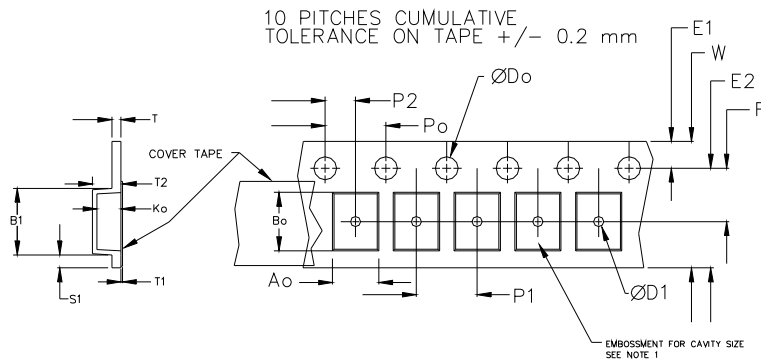 10 PITCHES CUMULATIVE
TOLERANCE ON TAPE +/- 0.2 mm
E1
W
ØDo
E2
P2
F
T
Po
COVER TAPE
T2
B1
Ko
Bo
Ao
P1
ØD1
S1
T1
EMBOSSMENT FOR CAVITY SIZE
SEE NOTE 1